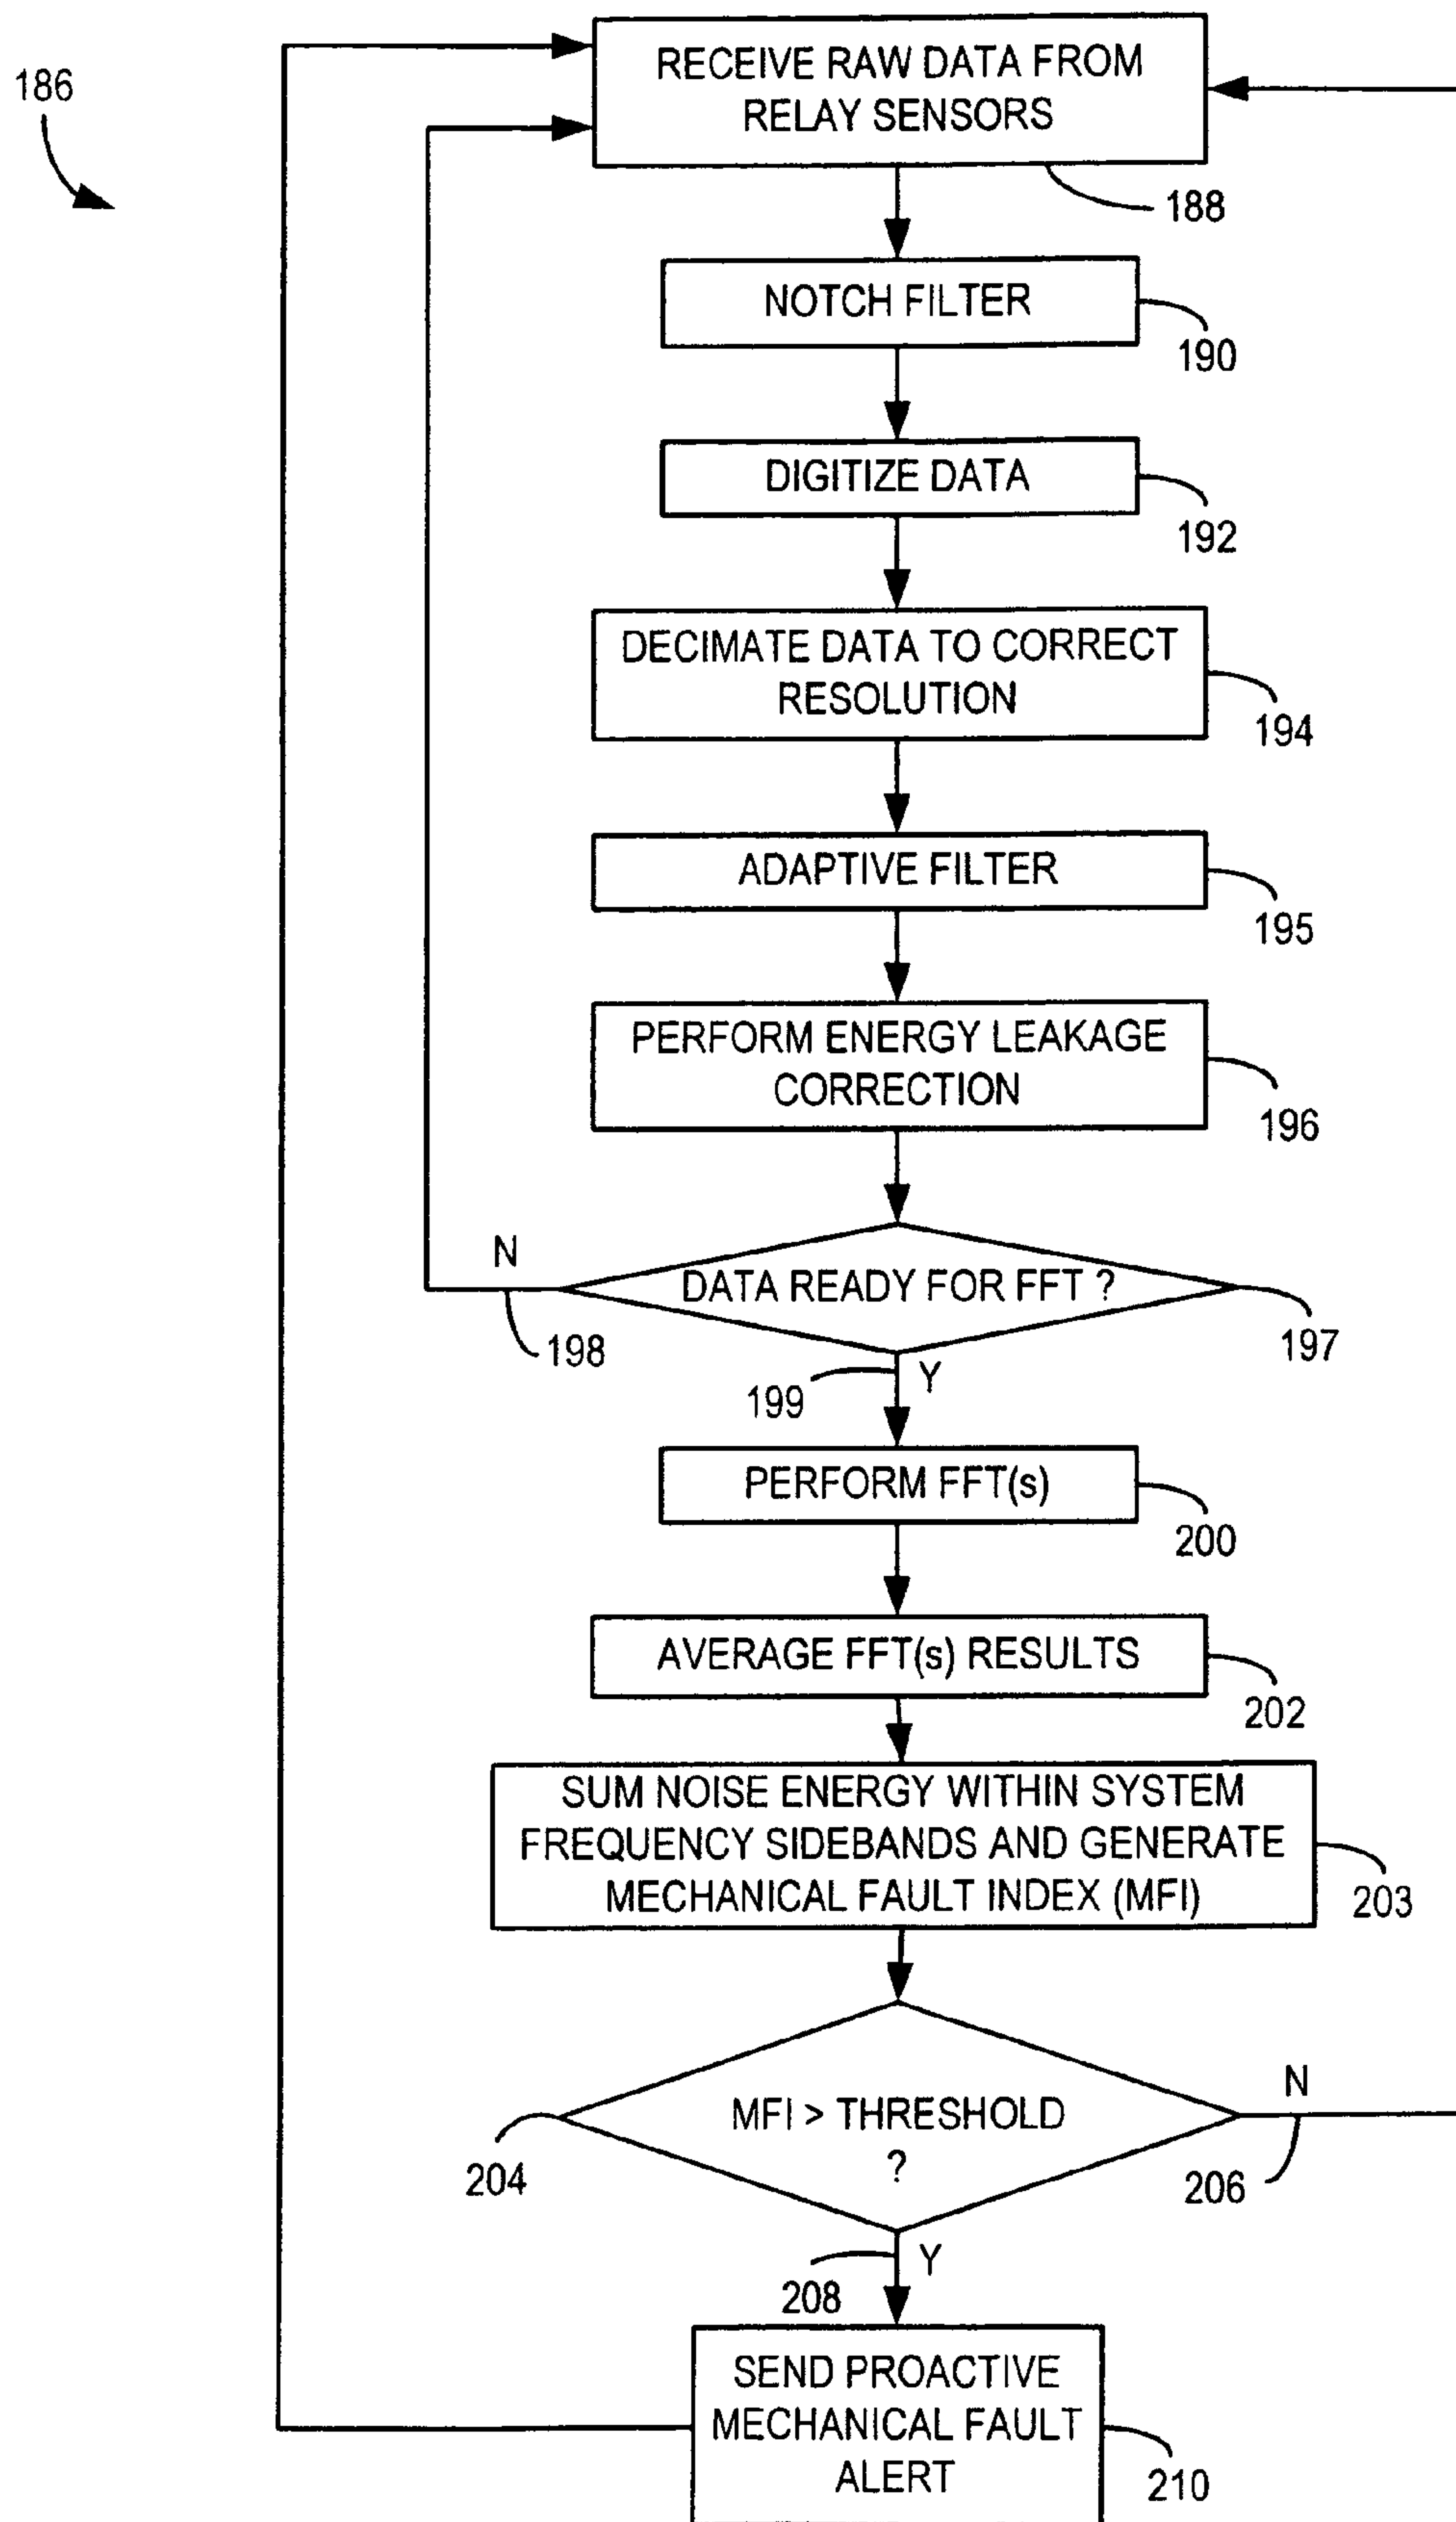 186
RECEIVE RAW DATA FROM
RELAY SENSORS
188
NOTCH FILTER
190
DIGITIZE DATA
192
DECIMATE DATA TO CORRECT
RESOLUTION
194
ADAPTIVE FILTER
195
PERFORM ENERGY LEAKAGE
CORRECTION
196
N
DATA READY FOR FFT ?
198
197
199
Y
PERFORM FFT(s)
200
AVERAGE FFT(s) RESULTS
202
SUM NOISE ENERGY WITHIN SYSTEM
FREQUENCY SIDEBANDS AND GENERATE
MECHANICAL FAULT INDEX (MFI)
203
MFI > THRESHOLD
?
N
204
206
Y
208
SEND PROACTIVE
MECHANICAL FAULT
ALERT
210